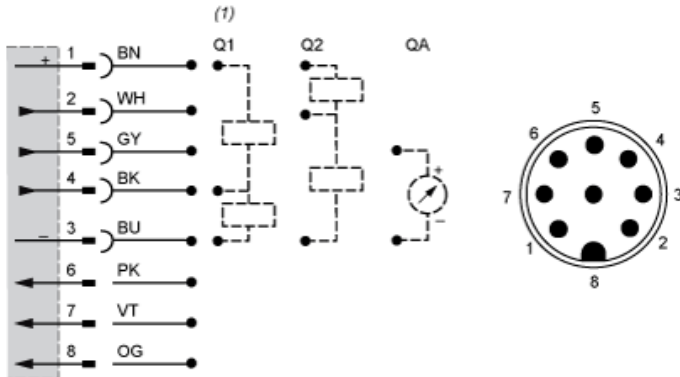 (1)
Q1 Q2 QA
+ 1 BN
2 WH
5 GY
4 BK
– 3 BU
6 PK
7 VT
8 OG
+
–
5
6 4
7 3
1 2
8